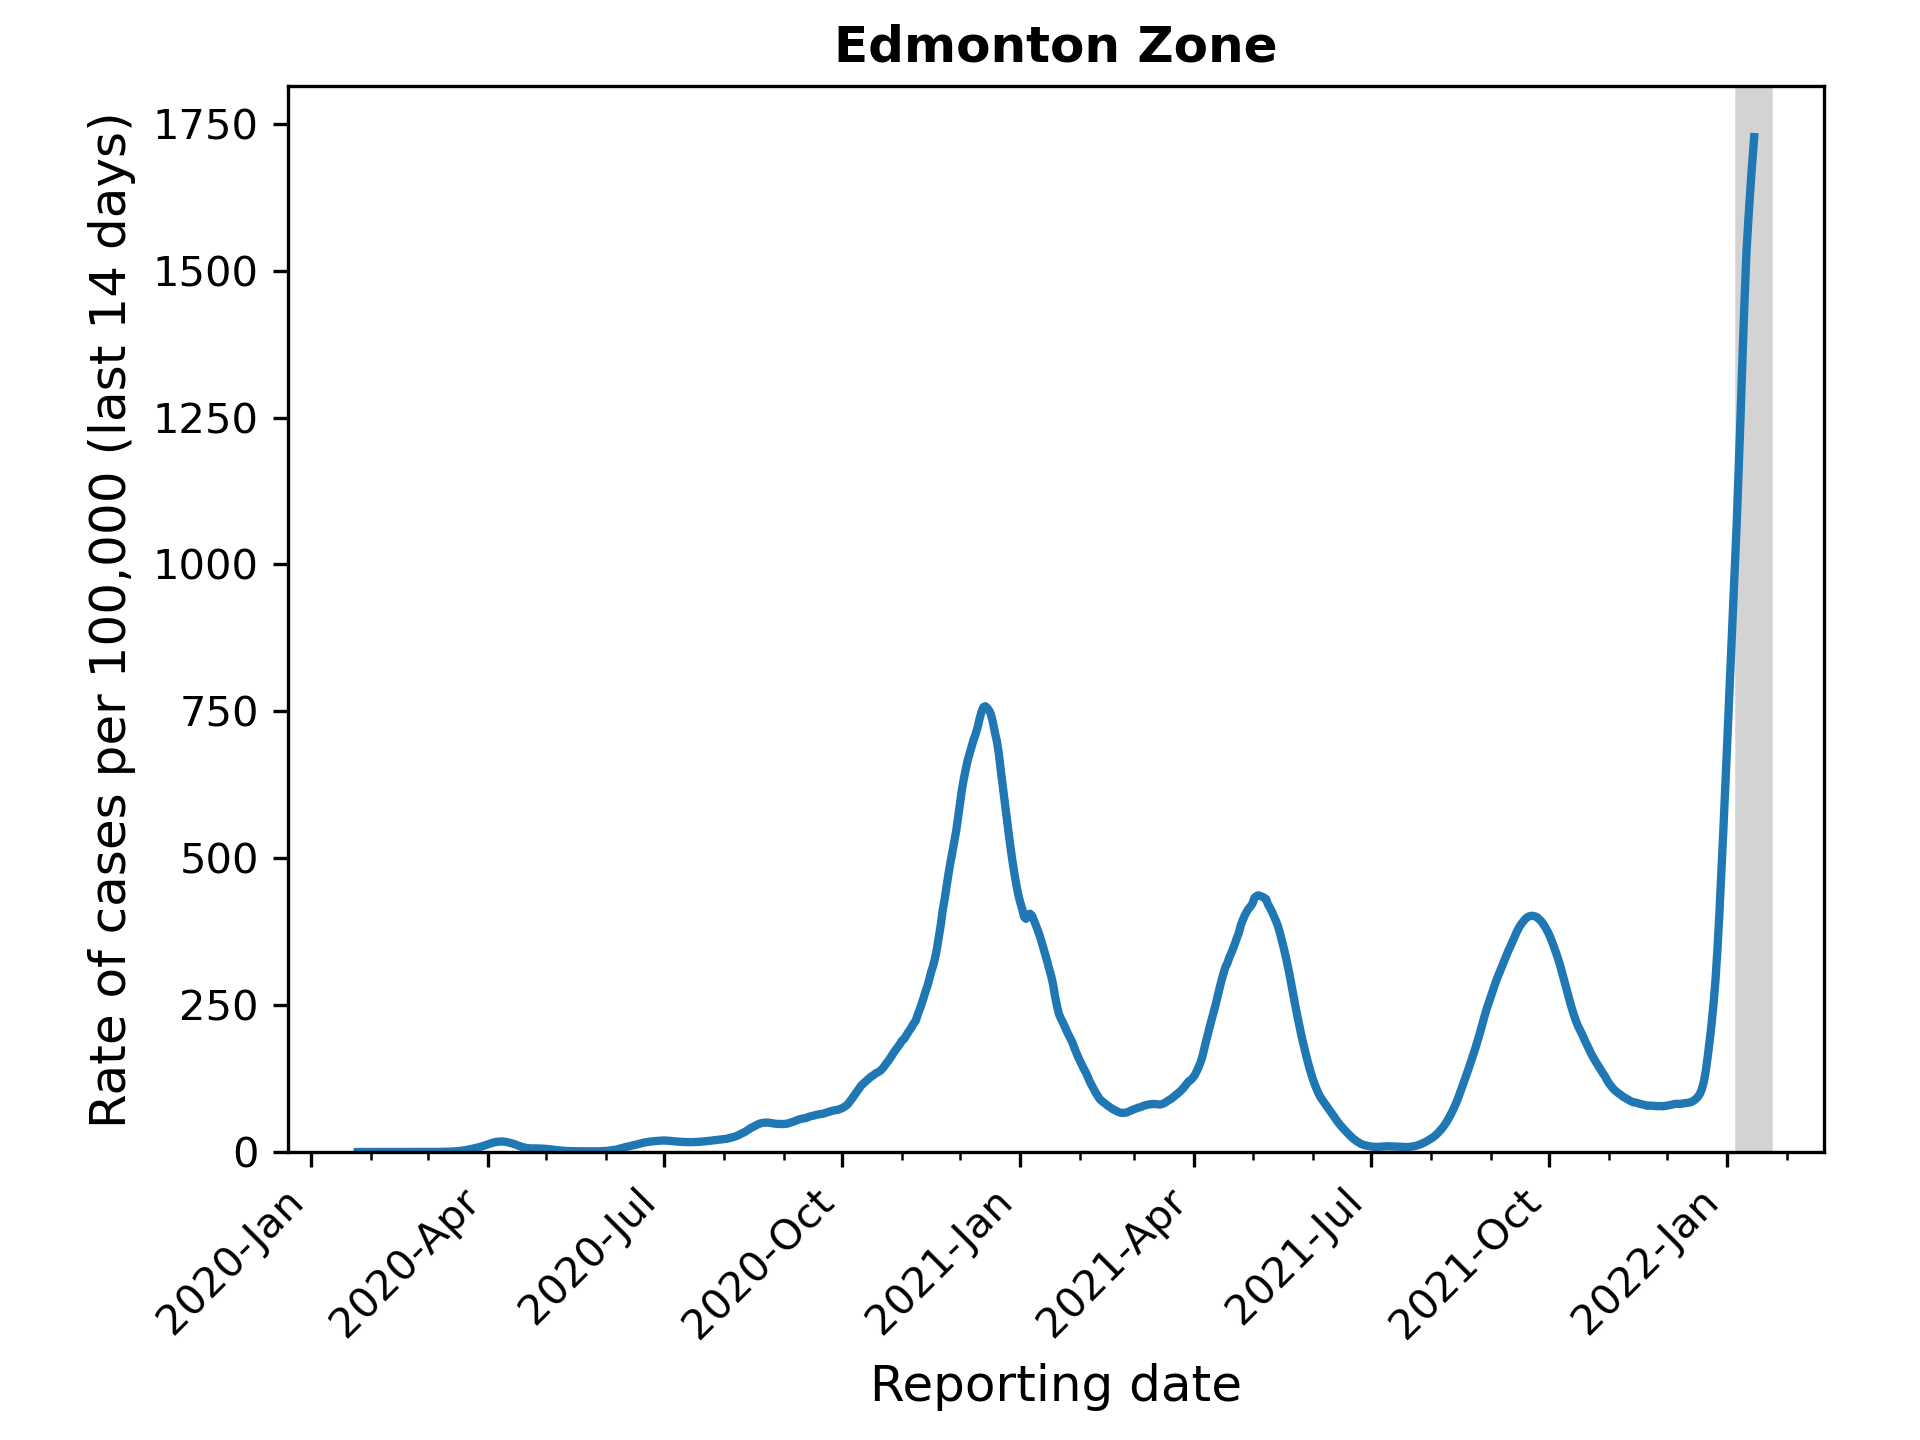 Edmonton Zone
Rate of cases per 100,000 (last 14 days)
1750
1500
1250
1000
750
500
250
0
2020-Jan
2020-Apr
2020-Jul
2020-Oct
2021-Jan
2021-Apr
2021-Jul
2021-Oct
2022-Jan
Reporting date